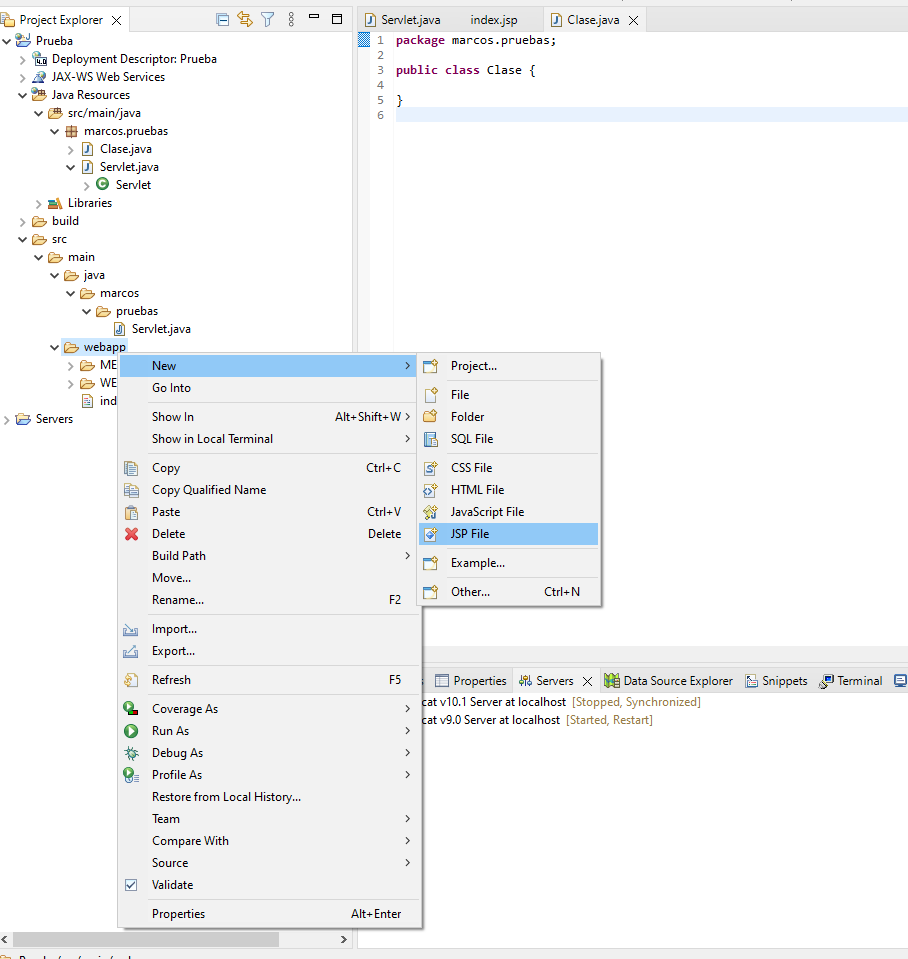 Project Explorer
Prueba
Deployment Descriptor: Prueba
JAX-WS Web Services
Java Resources
src/main/java
marcos.pruebas
Clase.java
Servlet.java
Servlet
Libraries
build
src
main
java
marcos
pruebas
Servlet.java
webapp
ME
WE
ind
Servers
Servlet.java
index.jsp
Clase.java
1 package marcos.pruebas;
2
3 public class Clase {
4
5 }
6
New
Go Into
Show In Alt+Shift+W
Show in Local Terminal
Copy Ctrl+C
Copy Qualified Name
Paste Ctrl+V
Delete Delete
Build Path
Move...
Rename... F2
Import...
Export...
Refresh F5
Coverage As
Run As
Debug As
Profile As
Restore from Local History...
Team
Compare With
Source
Validate
Properties Alt+Enter
Project...
File
Folder
SQL File
CSS File
HTML File
JavaScript File
JSP File
Example...
Other... Ctrl+N
Properties
Servers
Data Source Explorer
Snippets
Terminal
cat v10.1 Server at localhost [Stopped, Synchronized]
cat v9.0 Server at localhost [Started, Restart]